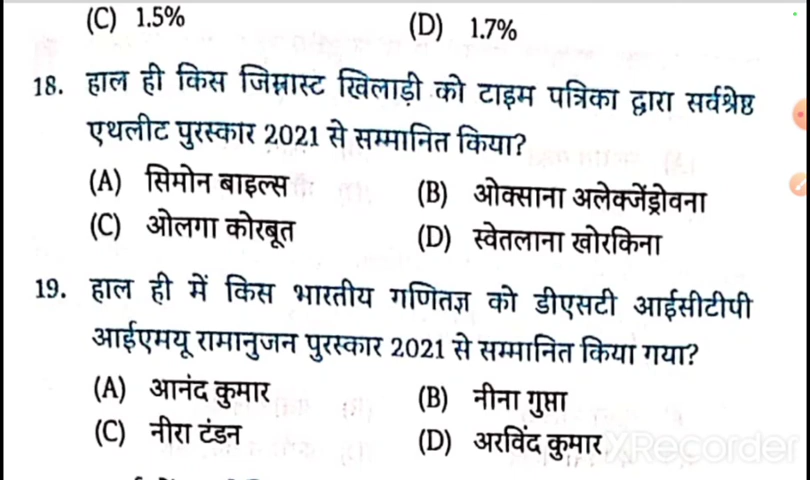 (C) 1.5% (D) 1.7%
18. हाल ही किस जिम्नास्ट खिलाड़ी को टाइम पत्रिका द्वारा सर्वश्रेष्ठ
एथलीट पुरस्कार 2021 से सम्मानित किया?
(A) सिमोन बाइल्स (B) ओक्साना अलेक्जेंड्रोवना
(C) ओलगा कोरबूत (D) स्वेतलाना खोरकिना
19. हाल ही में किस भारतीय गणितज्ञ को डीएसटी आईसीटीपी
आईएमयू रामानुजन पुरस्कार 2021 से सम्मानित किया गया?
(A) आनंद कुमार (B) नीना गुप्ता
(C) नीरा टंडन (D) अरविंद कुमार
XRecorder